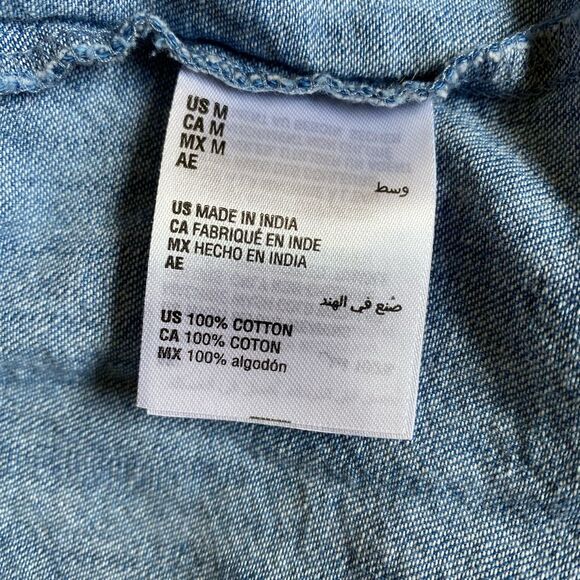 US M
CA M
MX M
AE
وسط
US MADE IN INDIA
CA FABRIQUÉ EN INDE
MX HECHO EN INDIA
AE
صُنع في الهند
US 100% COTTON
CA 100% COTON
MX 100% algodón